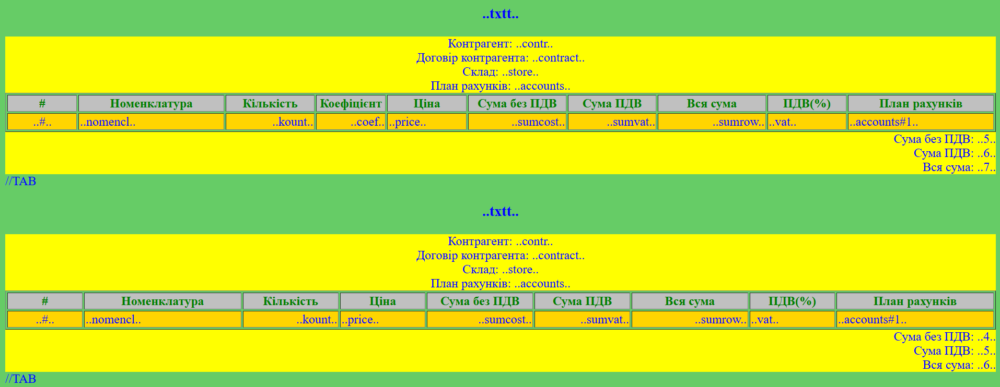 ..txtt..
Контрагент: ..contr..
Договір контрагента: ..contract..
Склад: ..store..
План рахунків: ..accounts..
# Номенклатура Кількість Коефіцієнт Ціна Сума без ПДВ Сума ПДВ Вся сума ПДВ(%) План рахунків
..#.. ..nomencl.. ..kount.. ..coef.. ..price.. ..sumcost.. ..sumvat.. ..sumrow.. ..vat.. ..accounts#1..
Сума без ПДВ: ..5..
Сума ПДВ: ..6..
Вся сума: ..7..
//TAB
..txtt..
Контрагент: ..contr..
Договір контрагента: ..contract..
Склад: ..store..
План рахунків: ..accounts..
# Номенклатура Кількість Ціна Сума без ПДВ Сума ПДВ Вся сума ПДВ(%) План рахунків
..#.. ..nomencl.. ..kount.. ..price.. ..sumcost.. ..sumvat.. ..sumrow.. ..vat.. ..accounts#1..
Сума без ПДВ: ..4..
Сума ПДВ: ..5..
Вся сума: ..6..
//TAB